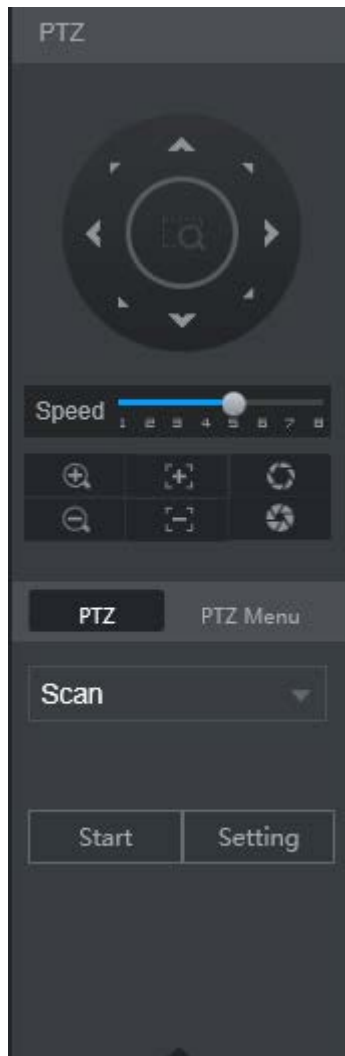 PTZ
Speed 1 2 3 4 5 6 7 8
PTZ PTZ Menu
Scan
Start Setting